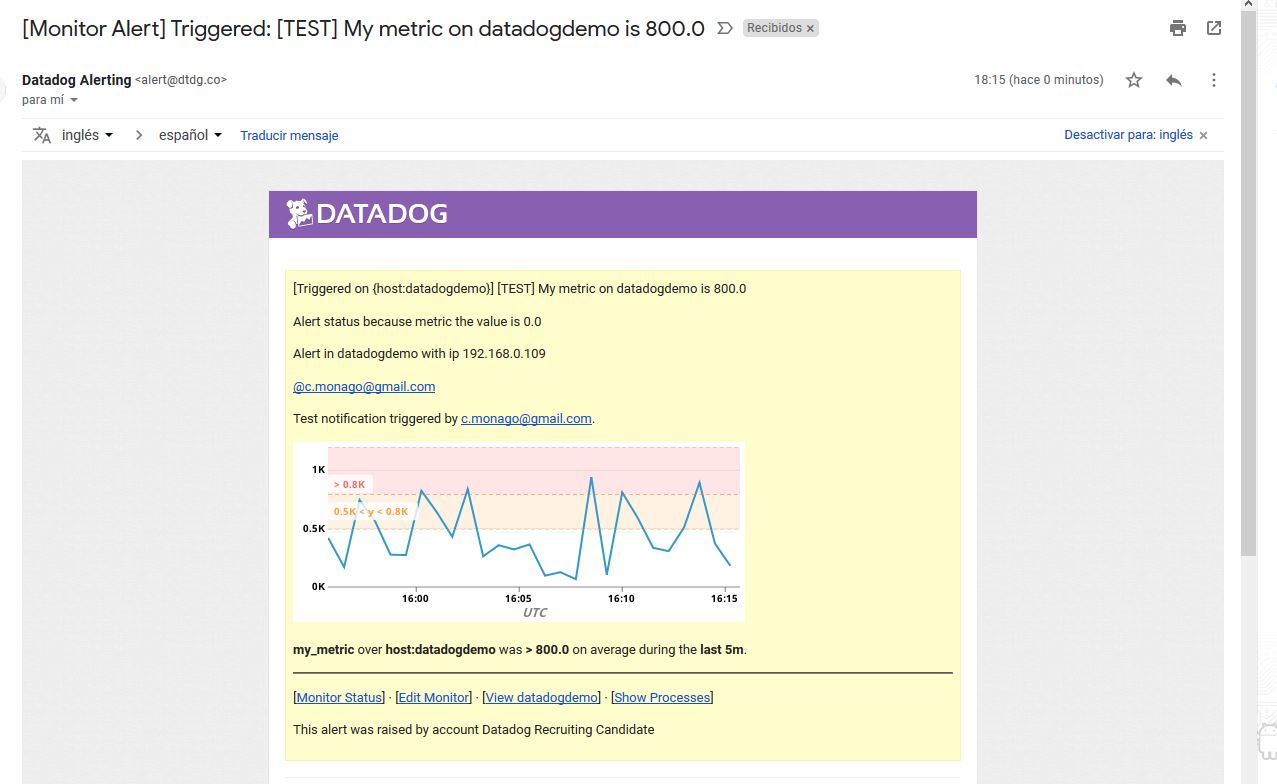 [Monitor Alert] Triggered: [TEST] My metric on datadogdemo is 800.0 Recibidos ×
Datadog Alerting <alert@dtdg.co> 18:15 (hace 0 minutos)
para mí
inglés > español Traducir mensaje Desactivar para: inglés ×
DATADOG
[Triggered on {host:datadogdemo}] [TEST] My metric on datadogdemo is 800.0
Alert status because metric the value is 0.0
Alert in datadogdemo with ip 192.168.0.109
@c.monago@gmail.com
Test notification triggered by c.monago@gmail.com.
1K
> 0.8K
0.5K < y < 0.8K
0.5K
0K
16:00 16:05 16:10 16:15
UTC
my_metric over host:datadogdemo was > 800.0 on average during the last 5m.
[Monitor Status] · [Edit Monitor] · [View datadogdemo] · [Show Processes]
This alert was raised by account Datadog Recruiting Candidate